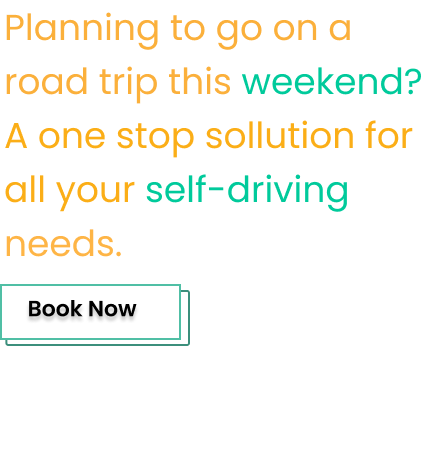 Planning to go on a
road trip this weekend?
A one stop sollution for
all your self-driving
needs.
Book Now